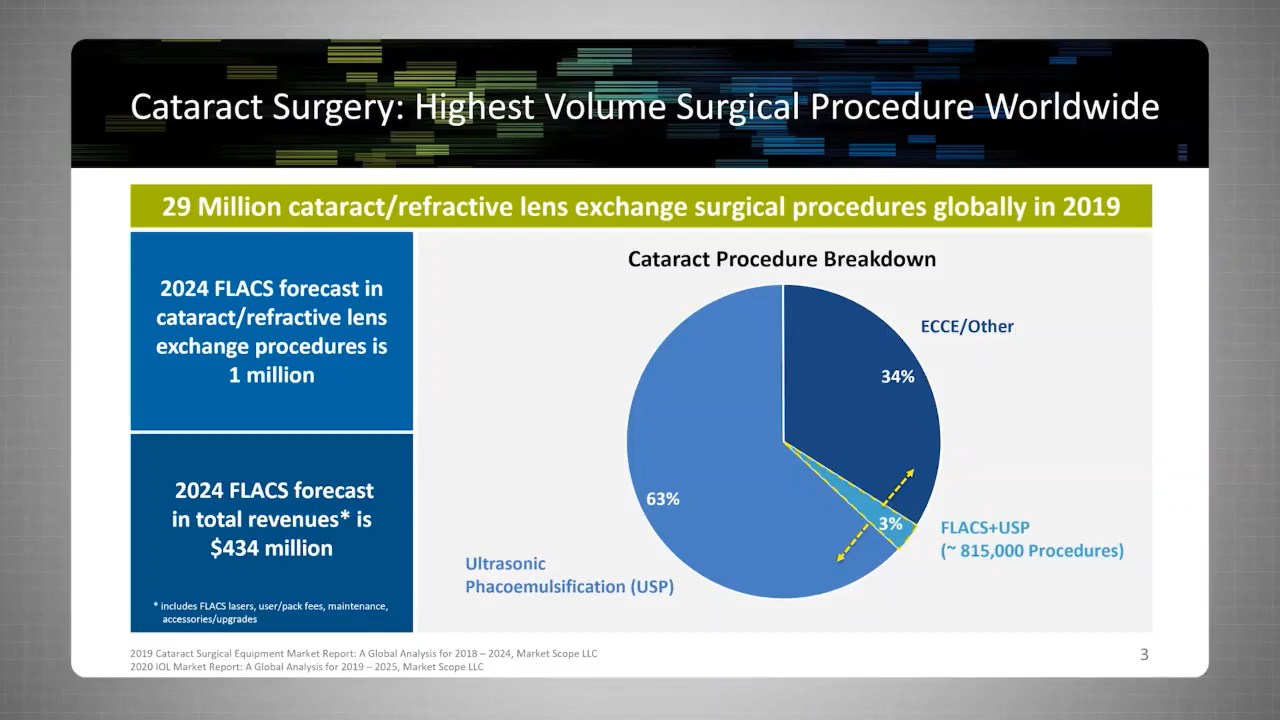 Cataract Surgery: Highest Volume Surgical Procedure Worldwide
29 Million cataract/refractive lens exchange surgical procedures globally in 2019
2024 FLACS forecast in
cataract/refractive lens
exchange procedures is
1 million
2024 FLACS forecast
in total revenues* is
$434 million
* includes FLACS lasers, user/pack fees, maintenance,
accessories/upgrades
Cataract Procedure Breakdown
ECCE/Other
34%
63%
3%
FLACS+USP
(~ 815,000 Procedures)
Ultrasonic
Phacoemulsification (USP)
2019 Cataract Surgical Equipment Market Report: A Global Analysis for 2018 – 2024, Market Scope LLC
2020 IOL Market Report: A Global Analysis for 2019 – 2025, Market Scope LLC
3